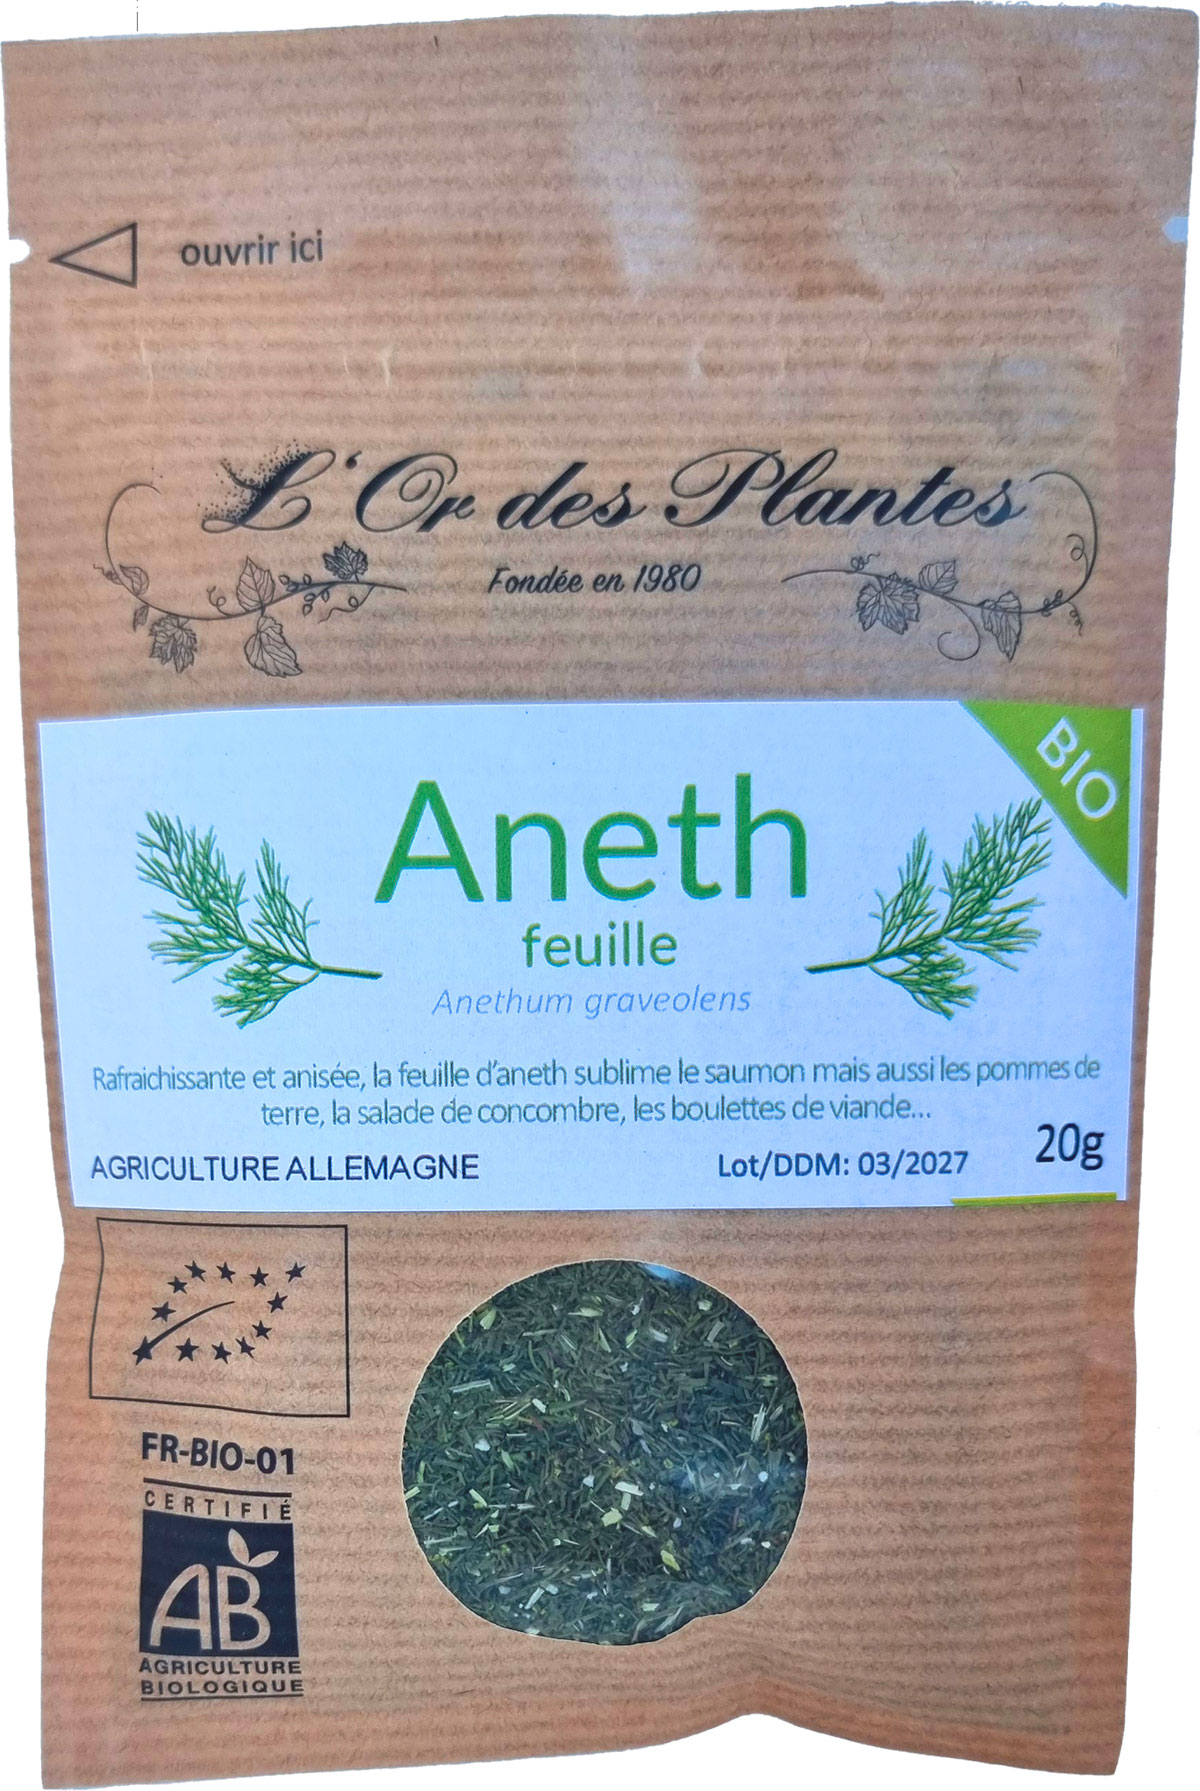 ouvrir ici
L'Or des Plantes
Fondée en 1980
BIO
Aneth
feuille
Anethum graveolens
Rafraichissante et anisée, la feuille d'aneth sublime le saumon mais aussi les pommes de
terre, la salade de concombre, les boulettes de viande...
AGRICULTURE ALLEMAGNE Lot/DDM: 03/2027 20g
FR-BIO-01
CERTIFIÉ
AB
AGRICULTURE
BIOLOGIQUE